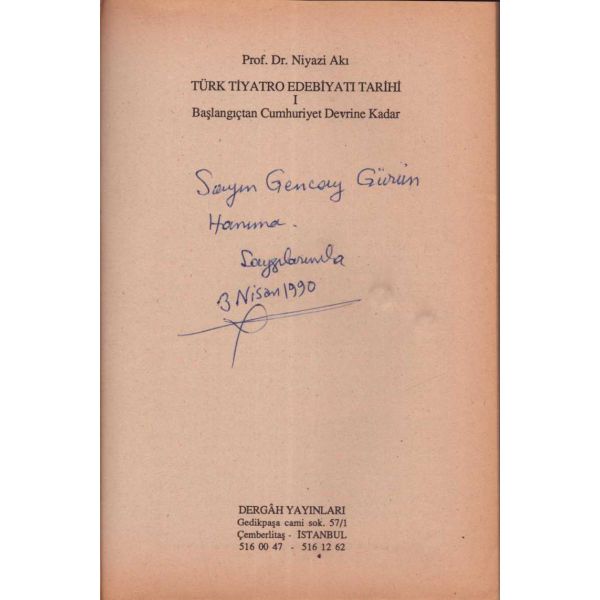 Prof. Dr. Niyazi Akı
TÜRK TİYATRO EDEBİYATI TARİHİ
I
Başlangıçtan Cumhuriyet Devrine Kadar
Sayın Gencay Gürün
Hanıma.
Saygılarımla
3 Nisan 1990
DERGÂH YAYINLARI
Gedikpaşa cami sok. 57/1
Çemberlitaş - İSTANBUL
516 00 47 - 516 12 62